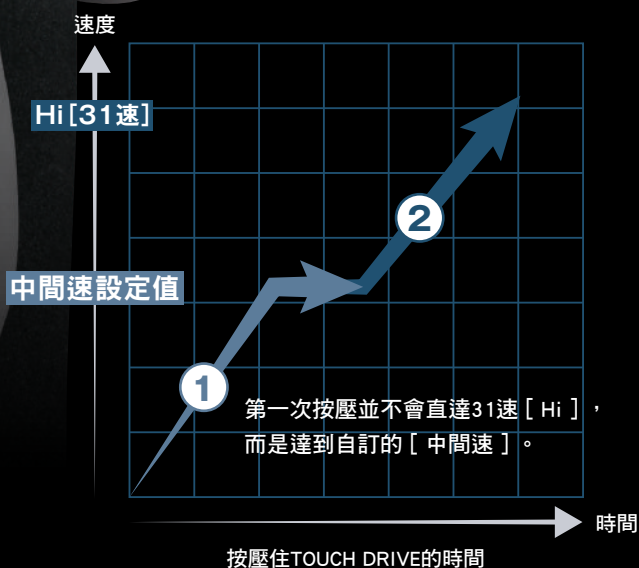 速度
Hi[31速]
中間速設定值
2
1
第一次按壓並不會直達31速［Hi］，
而是達到自訂的［中間速］。
時間
按壓住TOUCH DRIVE的時間